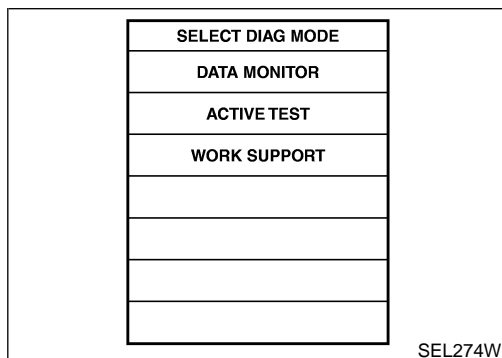 SELECT DIAG MODE
DATA MONITOR
ACTIVE TEST
WORK SUPPORT
SEL274W